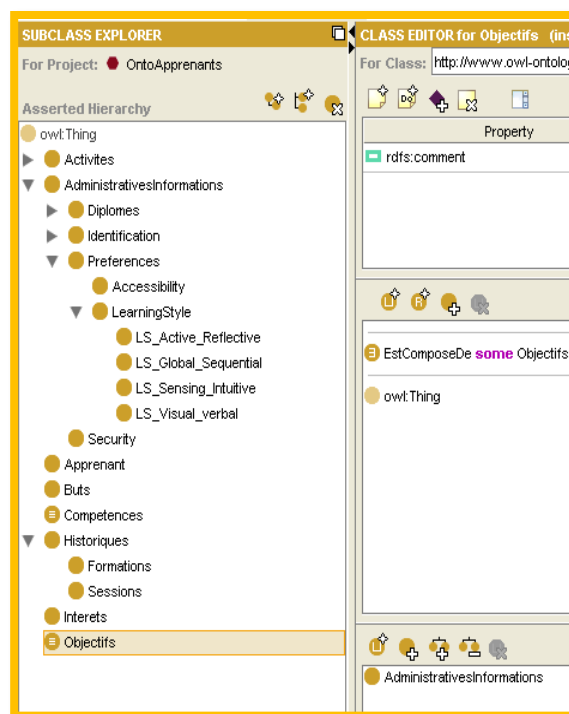 SUBCLASS EXPLORER
For Project: OntoApprenants
Asserted Hierarchy
owl:Thing
Activites
AdministrativesInformations
Diplomes
Identification
Preferences
Accessibility
LearningStyle
LS_Active_Reflective
LS_Global_Sequential
LS_Sensing_Intuitive
LS_Visual_verbal
Security
Apprenant
Buts
Competences
Historiques
Formations
Sessions
Interets
Objectifs
CLASS EDITOR for Objectifs (ins
For Class: http://www.owl-ontolog
Property
rdfs:comment
EstComposeDe some Objectifs
owl:Thing
AdministrativesInformations